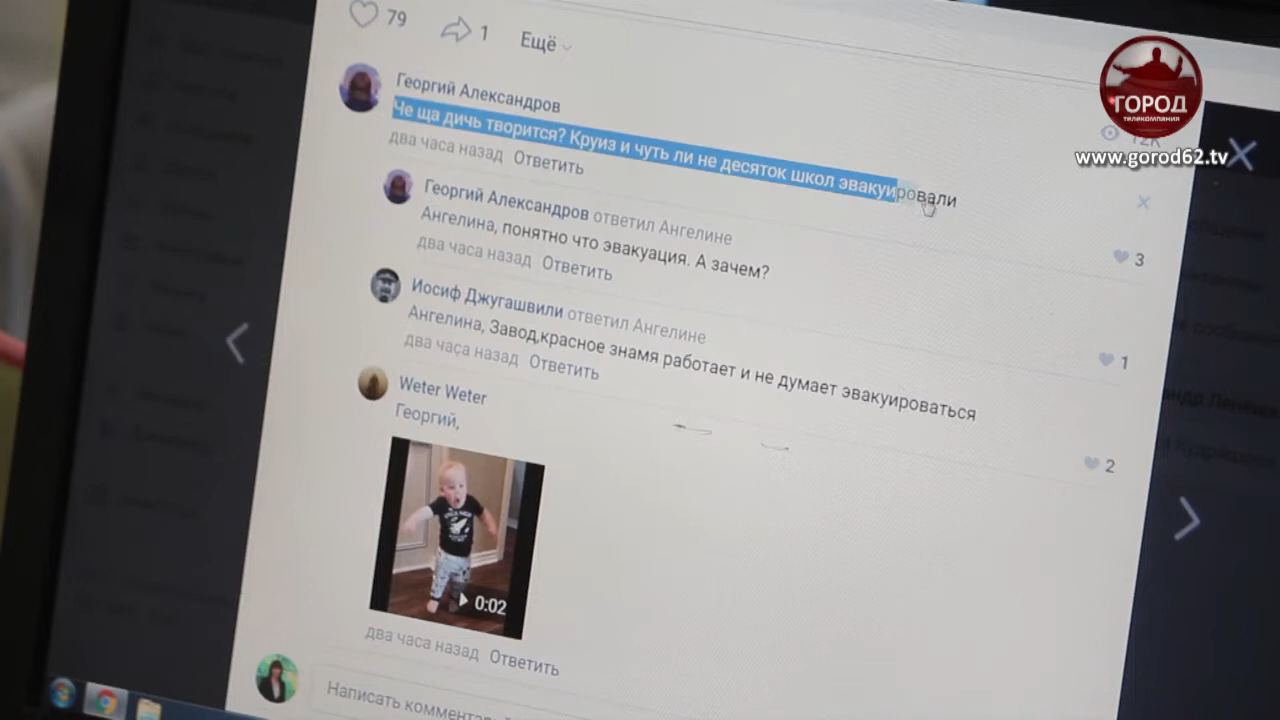 79
1
Ещё
ГОРОД
телекомпания
www.gorod62.tv
12K
Георгий Александров
Че ща дичь творится? Круиз и чуть ли не десяток школ эвакуировали
два часа назад Ответить
3
Георгий Александров ответил Ангелине
Ангелина, понятно что эвакуация. А зачем?
два часа назад Ответить
1
Иосиф Джугашвили ответил Ангелине
Ангелина, Завод,красное знамя работает и не думает эвакуироваться
два часа назад Ответить
2
Weter Weter
Георгий,
0:02
два часа назад Ответить
Написать